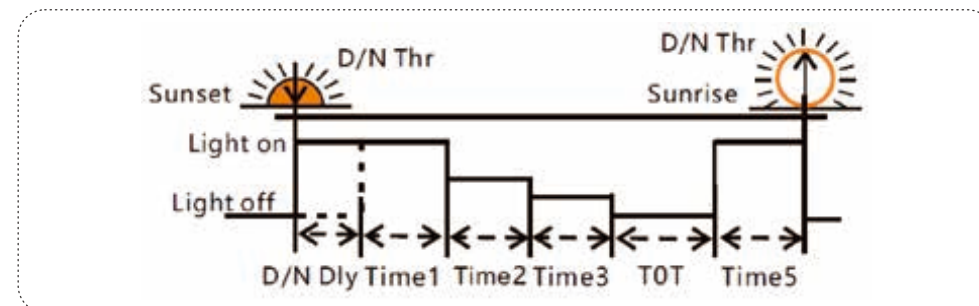 D/N Thr
D/N Thr
Sunset
Sunrise
Light on
Light off
D/N Dly Time1 Time2 Time3 T0T Time5